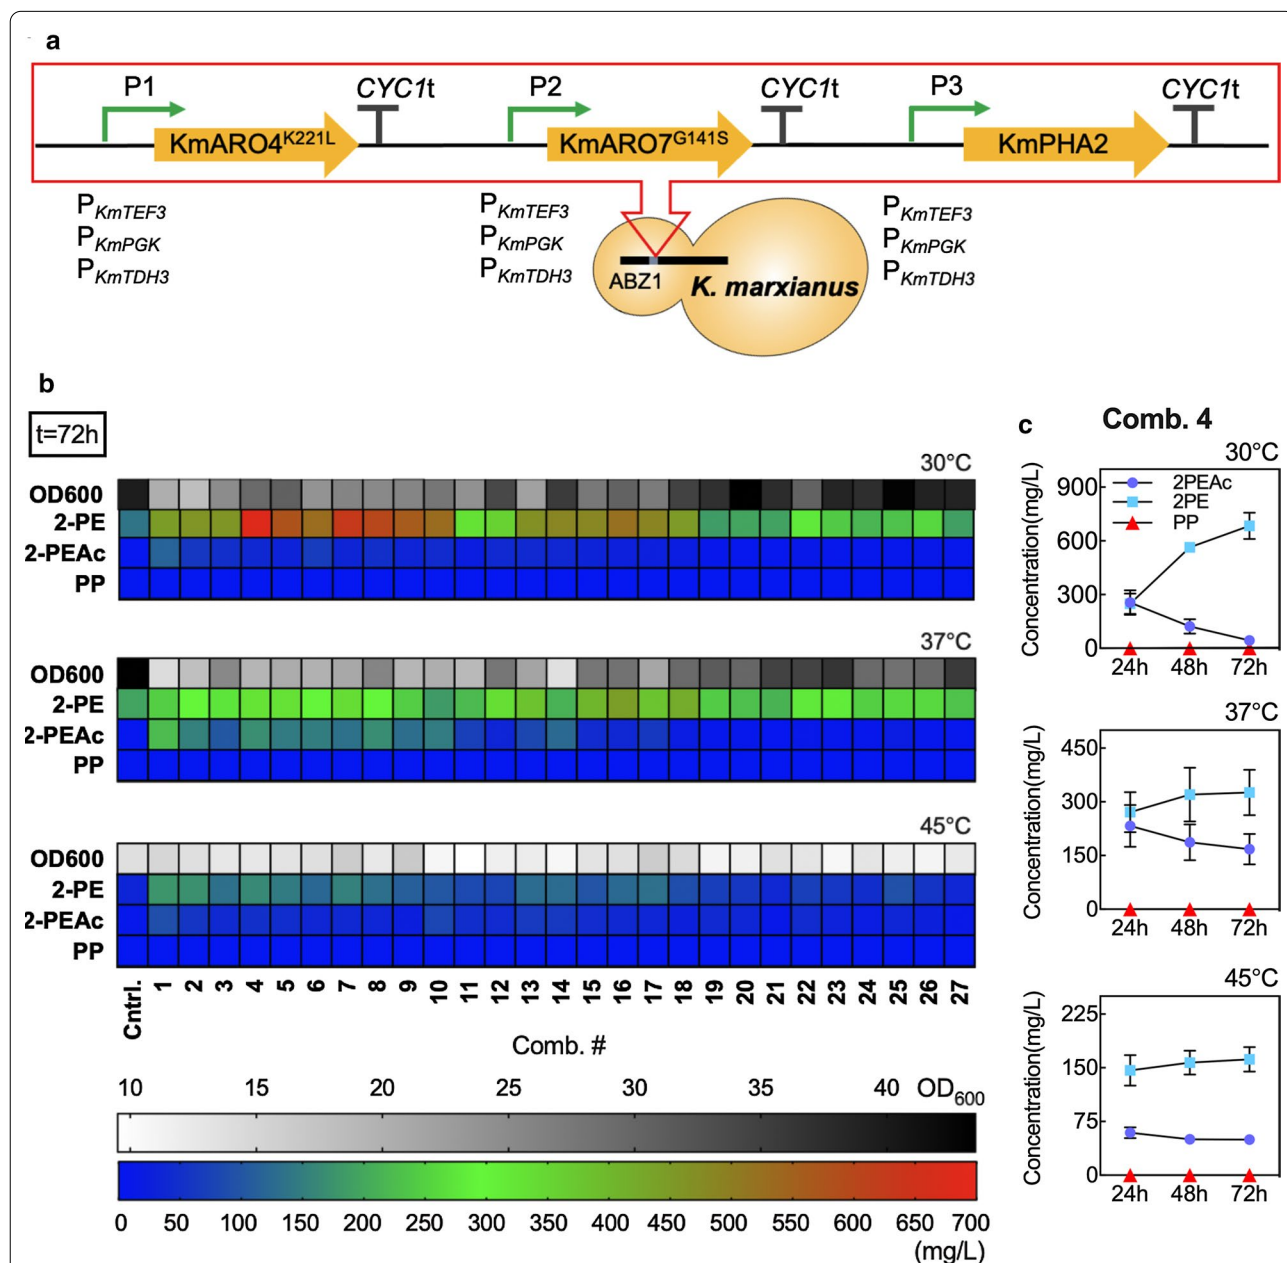 a
P1 CYC1t P2 CYC1t P3 CYC1t
KmARO4K221L KmARO7G141S KmPHA2
PKmTEF3 PKmTEF3 PKmTEF3
PKmPGK PKmPGK PKmPGK
PKmTDH3 PKmTDH3 PKmTDH3
ABZ1 K. marxianus
b
t=72h
30°C
OD600
2-PE
2-PEAc
PP
37°C
OD600
2-PE
2-PEAc
PP
45°C
OD600
2-PE
2-PEAc
PP
Cntrl. 1 2 3 4 5 6 7 8 9 10 11 12 13 14 15 16 17 18 19 20 21 22 23 24 25 26 27
Comb. #
10 15 20 25 30 35 40 OD600
0 50 100 150 200 250 300 350 400 450 500 550 600 650 700
(mg/L)
c
Comb. 4
30°C
Concentration(mg/L)
900
600
300
0
2PEAc
2PE
PP
24h 48h 72h
37°C
Concentration(mg/L)
450
300
150
0
24h 48h 72h
45°C
Concentration(mg/L)
225
150
75
0
24h 48h 72h